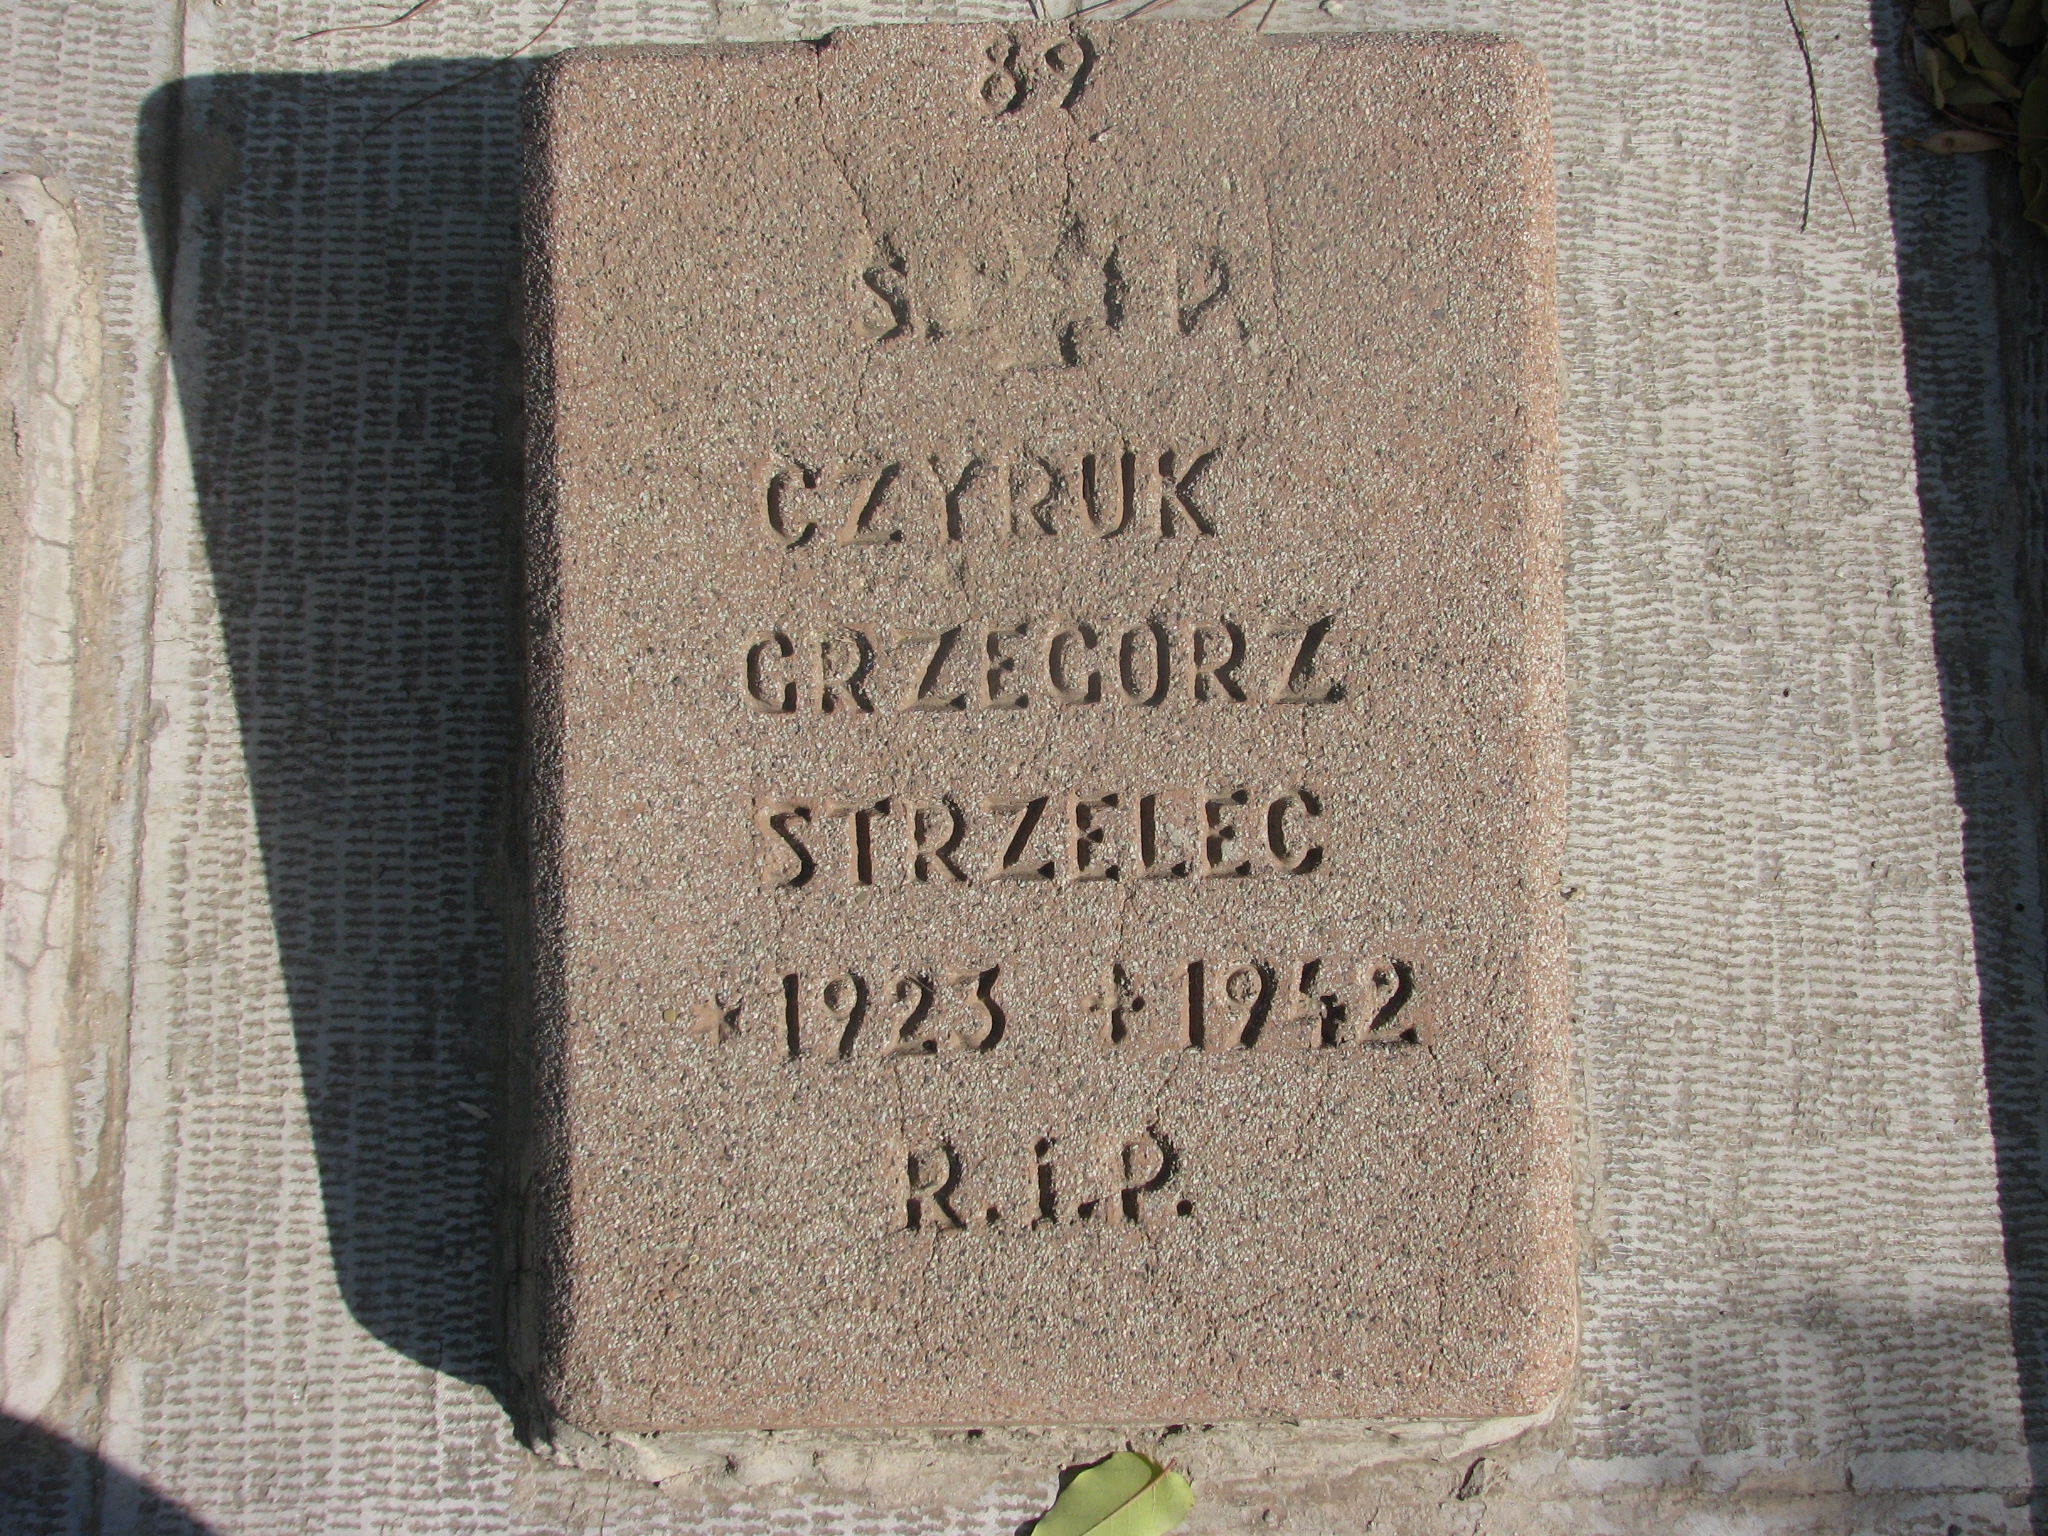 89
S. P.
CZYRUK
GRZEGORZ
STRZELEC
* 1923 + 1942
R.i.P.